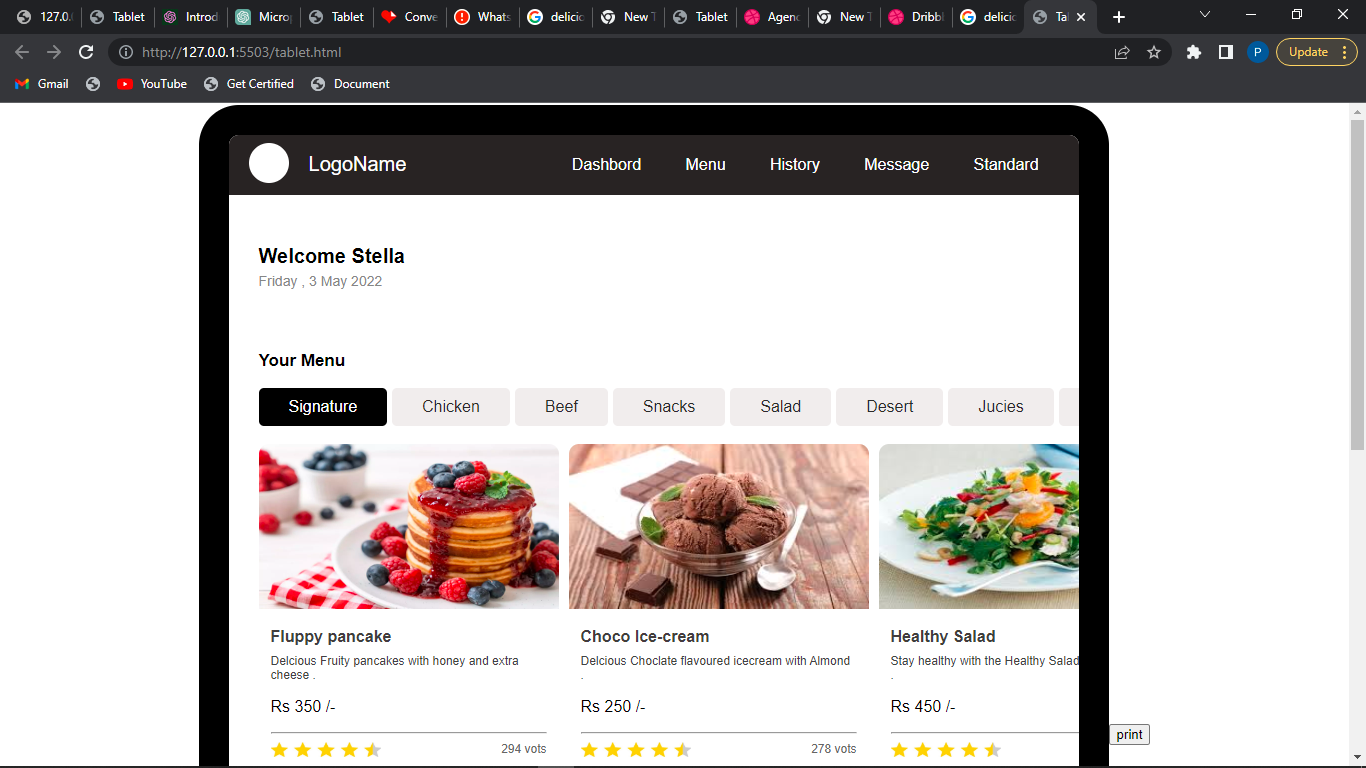 127.0.
Tablet
Introd
Microp
Tablet
Conve
Whats
delicio
New T
Tablet
Agenc
New T
Dribbl
delicio
Tal
http://127.0.0.1:5503/tablet.html
P
Update
Gmail
YouTube
Get Certified
Document
LogoName
Dashbord
Menu
History
Message
Standard
Welcome Stella
Friday , 3 May 2022
Your Menu
Signature
Chicken
Beef
Snacks
Salad
Desert
Jucies
Fluppy pancake
Choco Ice-cream
Healthy Salad
Delcious Fruity pancakes with honey and extra
cheese .
Delcious Choclate flavoured icecream with Almond
.
Stay healthy with the Healthy Salad
.
Rs 350 /-
Rs 250 /-
Rs 450 /-
294 vots
278 vots
print